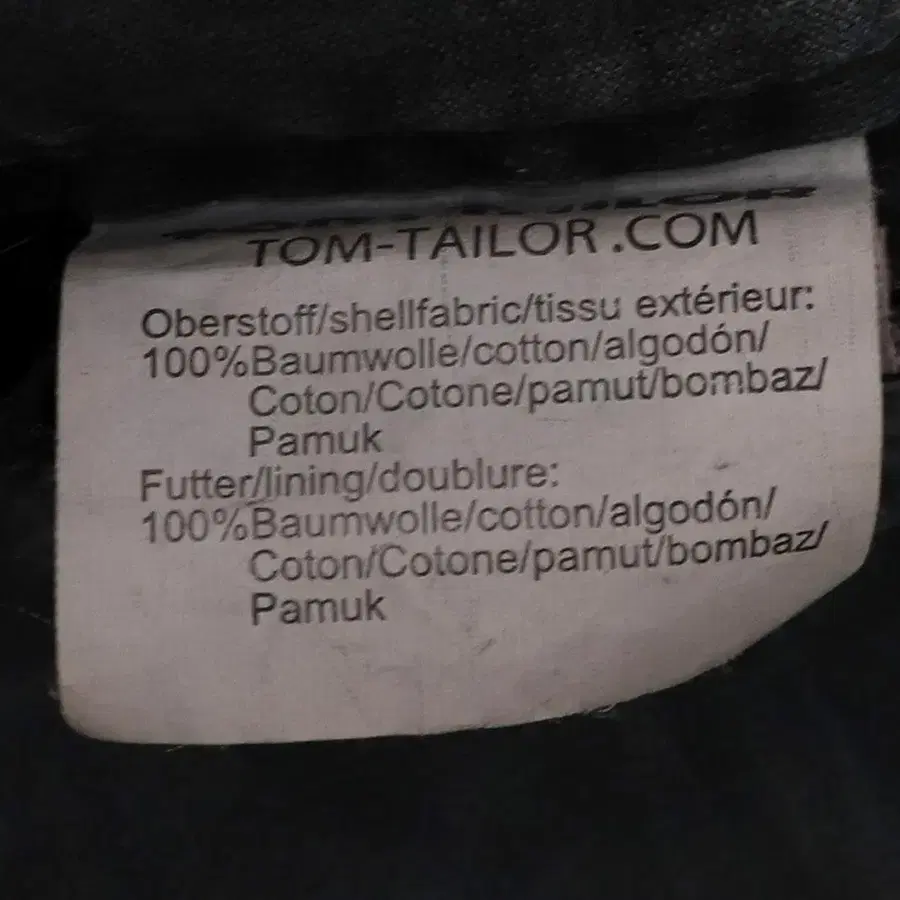 TOM-TAILOR.COM
Oberstoff/shellfabric/tissu extérieur:
100%Baumwolle/cotton/algodón/
Coton/Cotone/pamut/bombaz/
Pamuk
Futter/lining/doublure:
100%Baumwolle/cotton/algodón/
Coton/Cotone/pamut/bombaz/
Pamuk